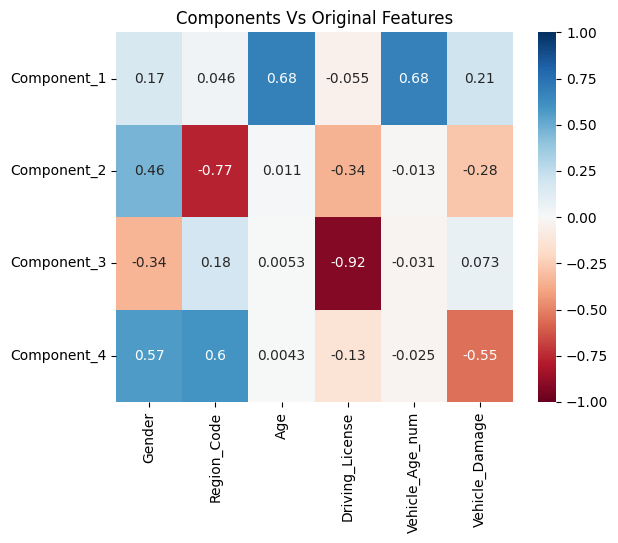 Components Vs Original Features
Component_1 0.17 0.046 0.68 -0.055 0.68 0.21
Component_2 0.46 -0.77 0.011 -0.34 -0.013 -0.28
Component_3 -0.34 0.18 0.0053 -0.92 -0.031 0.073
Component_4 0.57 0.6 0.0043 -0.13 -0.025 -0.55
Gender Region_Code Age Driving_License Vehicle_Age_num Vehicle_Damage
1.00
0.75
0.50
0.25
0.00
−0.25
−0.50
−0.75
−1.00